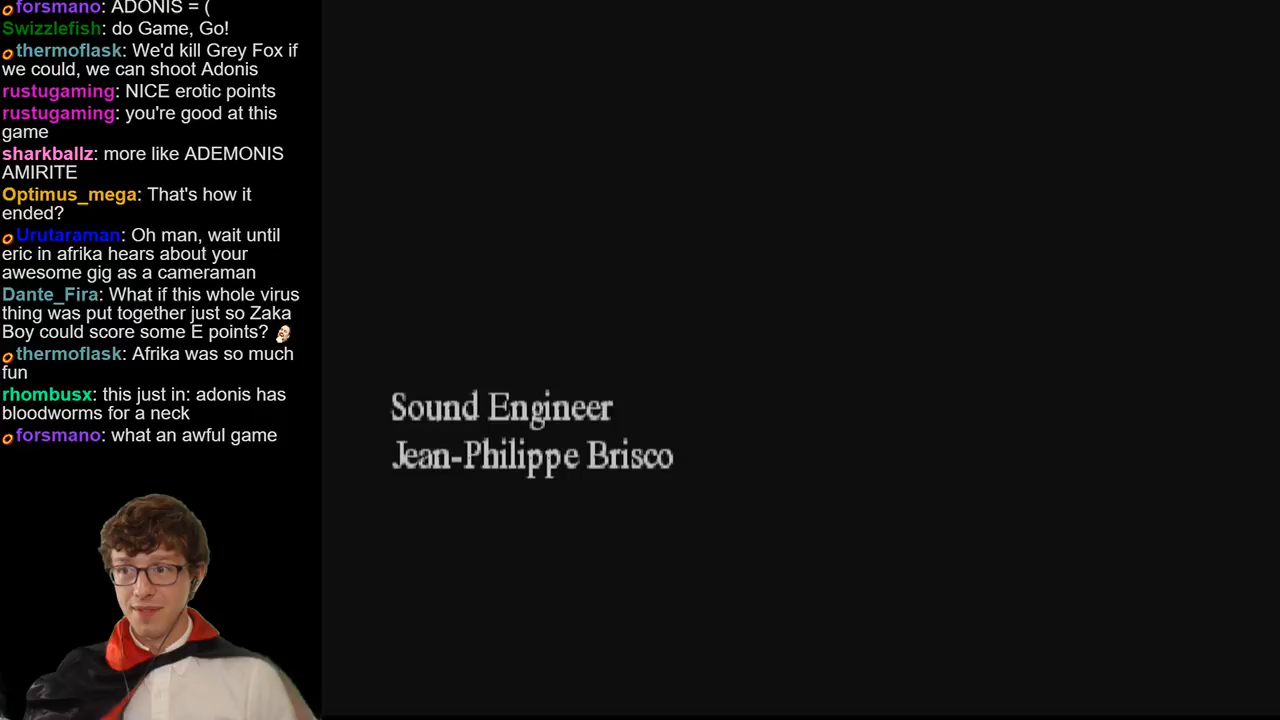 forsmano: ADONIS = (
Swizzlefish: do Game, Go!
thermoflask: We'd kill Grey Fox if
we could, we can shoot Adonis
rustugaming: NICE erotic points
rustugaming: you're good at this
game
sharkballz: more like ADEMONIS
AMIRITE
Optimus_mega: That's how it
ended?
Urutaraman: Oh man, wait until
eric in afrika hears about your
awesome gig as a cameraman
Dante_Fira: What if this whole virus
thing was put together just so Zaka
Boy could score some E points?
thermoflask: Afrika was so much
fun
rhombusx: this just in: adonis has
bloodworms for a neck
forsmano: what an awful game
Sound Engineer
Jean-Philippe Brisco